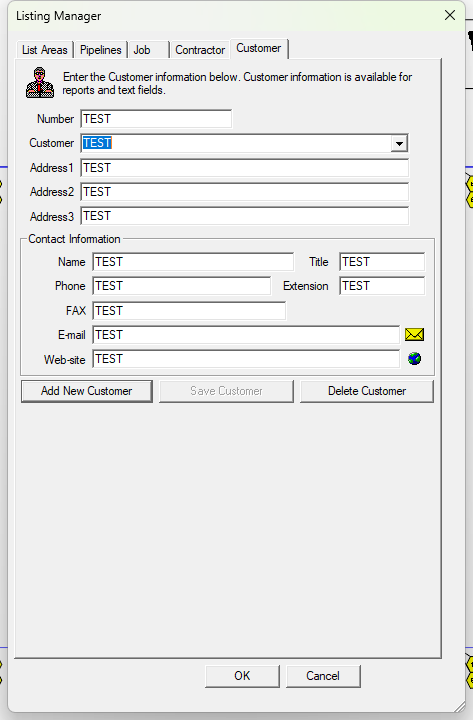 Listing Manager
List Areas Pipelines Job Contractor Customer
Enter the Customer information below. Customer information is available for
reports and text fields.
Number TEST
Customer TEST
Address1 TEST
Address2 TEST
Address3 TEST
Contact Information
Name TEST Title TEST
Phone TEST Extension TEST
FAX TEST
E-mail TEST
Web-site TEST
Add New Customer Save Customer Delete Customer
OK Cancel